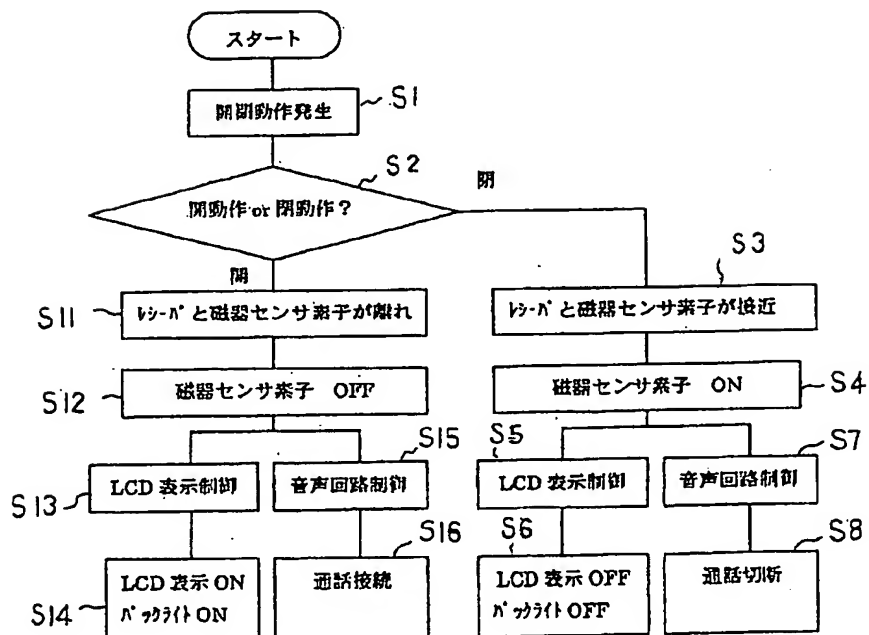 スタート
開閉動作発生
S1
S2
開動作 or 閉動作？
閉
開
S3
S11
ﾚｼｰﾊﾞと磁器センサ素子が離れ
ﾚｼｰﾊﾞと磁器センサ素子が接近
S12
磁器センサ素子 OFF
磁器センサ素子 ON
S4
S15
S5
S7
S13
LCD 表示制御
音声回路制御
LCD 表示制御
音声回路制御
S16
S6
S8
S14
LCD 表示 ON
ﾊﾞｯｸﾗｲﾄ ON
通話接続
LCD 表示 OFF
ﾊﾞｯｸﾗｲﾄ OFF
通話切断